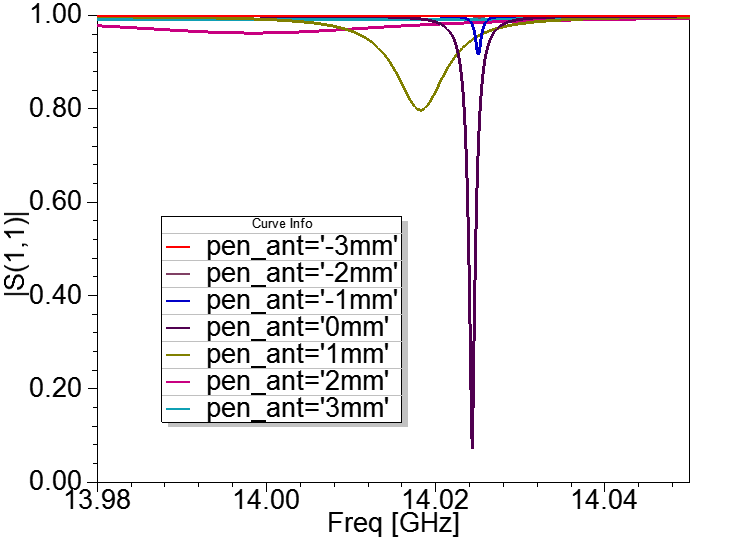 1.00
0.80
0.60
0.40
0.20
0.00
|S(1,1)|
Curve Info
pen_ant='-3mm'
pen_ant='-2mm'
pen_ant='-1mm'
pen_ant='0mm'
pen_ant='1mm'
pen_ant='2mm'
pen_ant='3mm'
13.98 14.00 14.02 14.04
Freq [GHz]